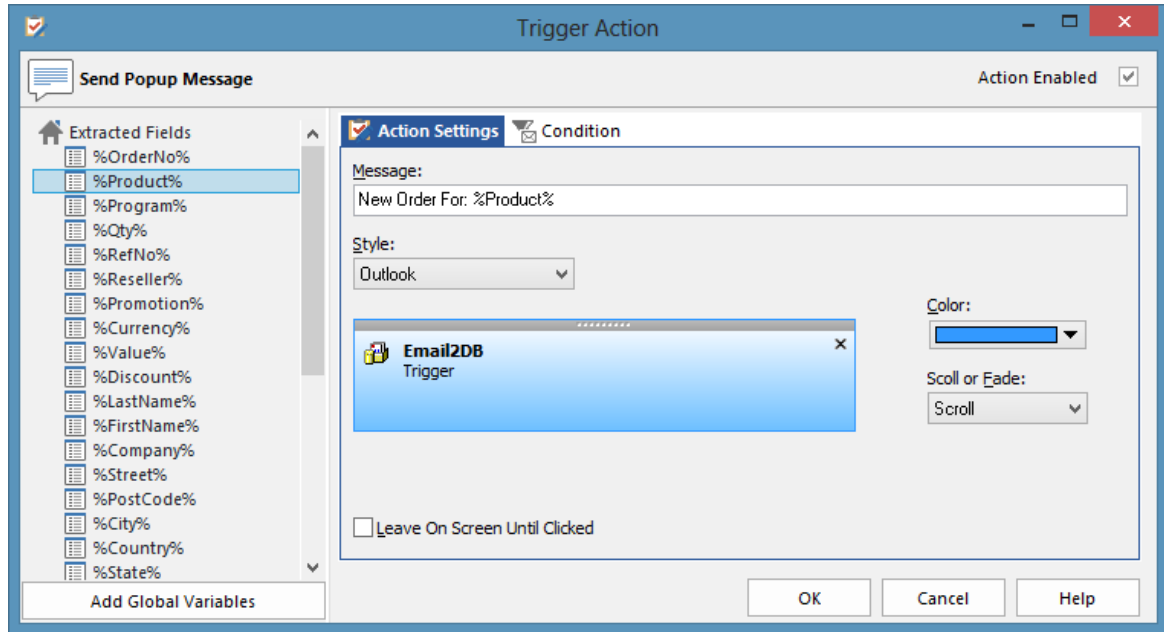 Trigger Action
Send Popup Message
Action Enabled
Extracted Fields
%OrderNo%
%Product%
%Program%
%Qty%
%RefNo%
%Reseller%
%Promotion%
%Currency%
%Value%
%Discount%
%LastName%
%FirstName%
%Company%
%Street%
%PostCode%
%City%
%Country%
%State%
Add Global Variables
Action Settings
Condition
Message:
New Order For: %Product%
Style:
Outlook
Email2DB
Trigger
Color:
Scoll or Fade:
Scroll
Leave On Screen Until Clicked
OK
Cancel
Help